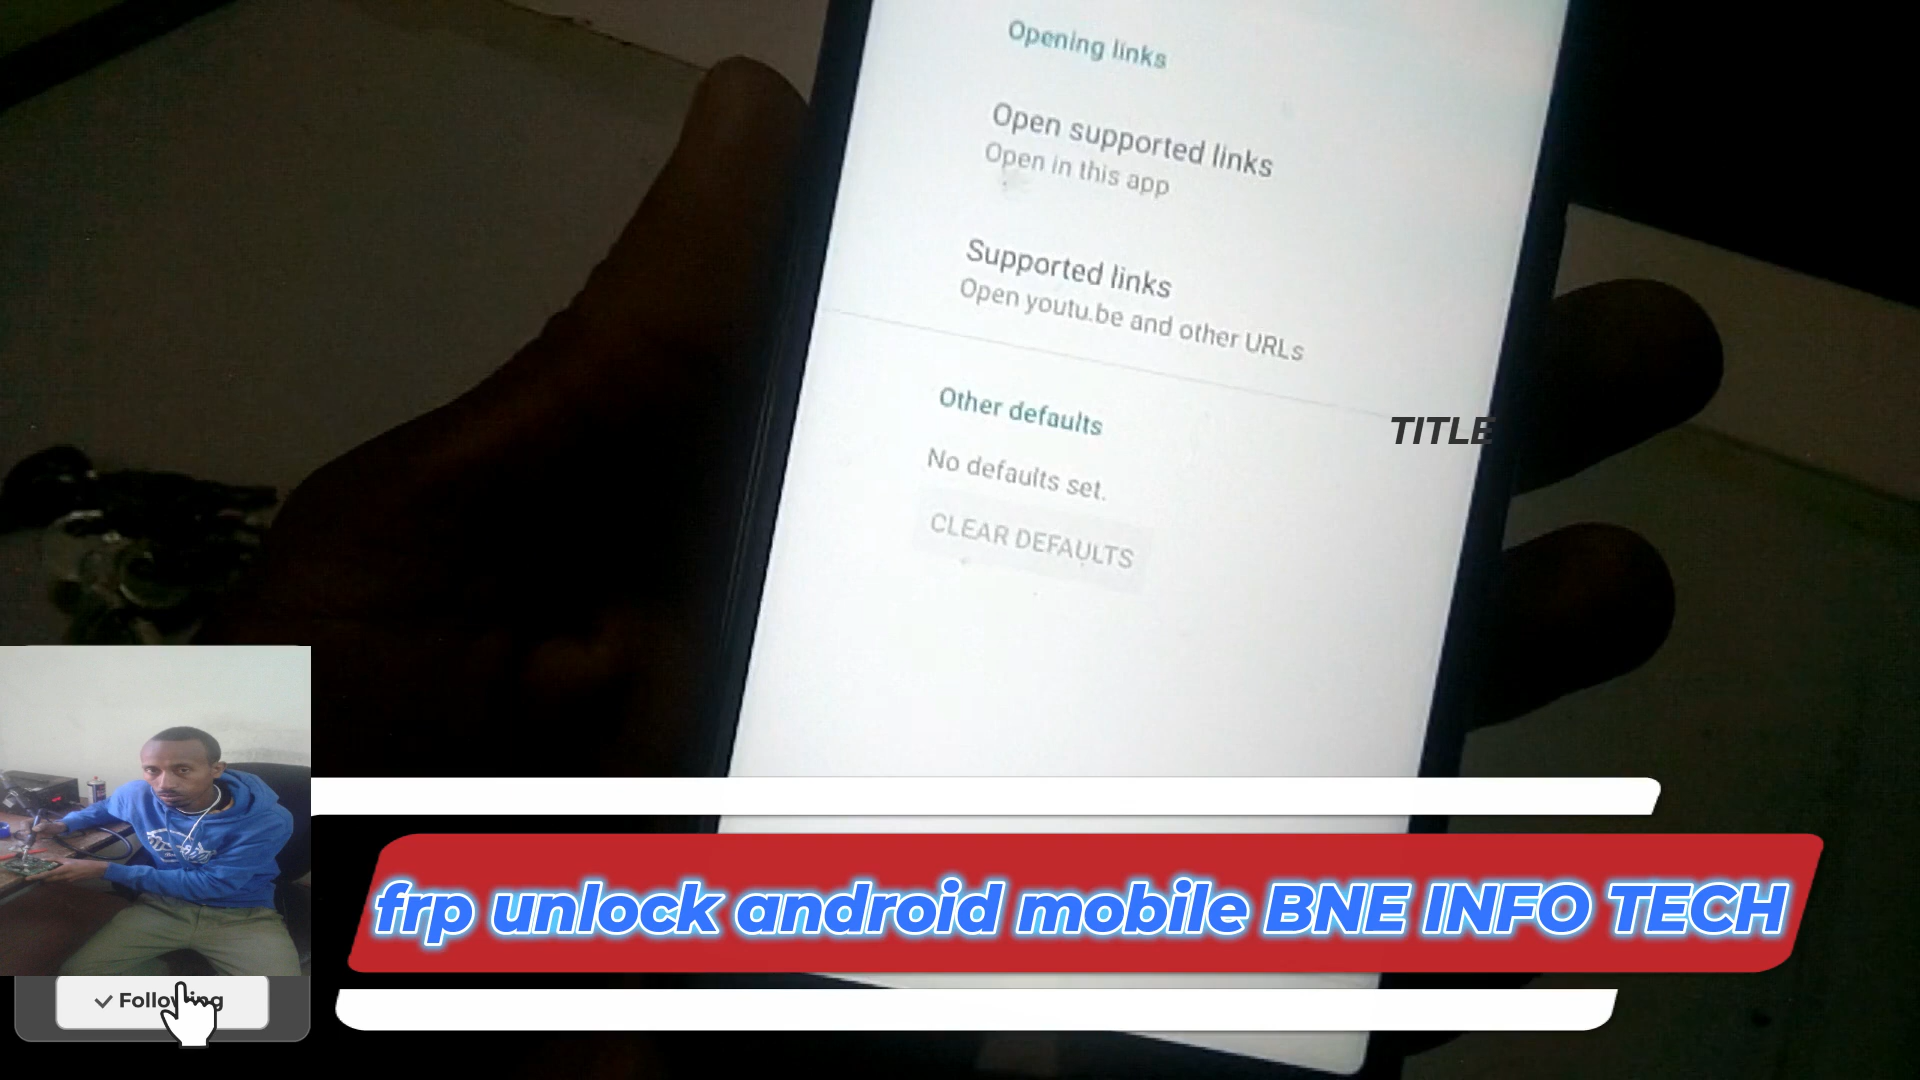 Opening links
Open supported links
Open in this app
Supported links
Open youtu.be and other URLs
Other defaults
TITLE
No defaults set.
CLEAR DEFAULTS
frp unlock android mobile BNE INFO TECH
Following